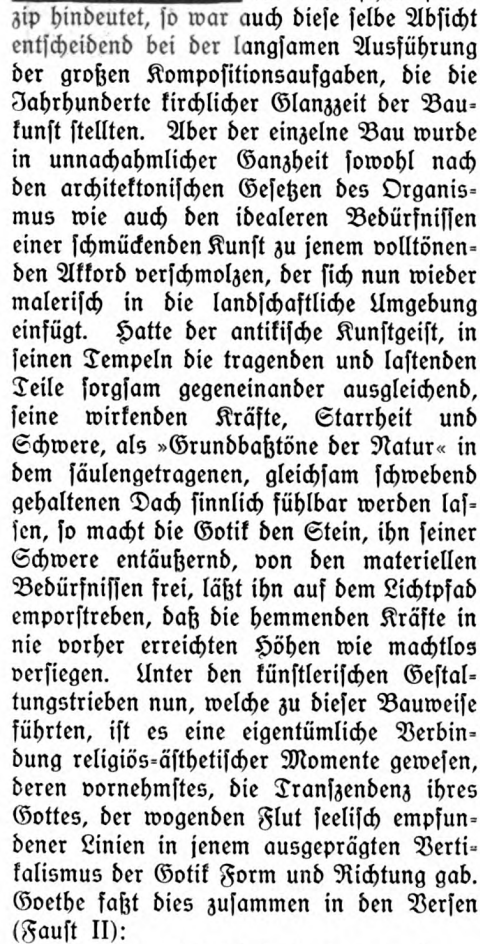 zip hindeutet, so war auch diese selbe Absicht
entscheidend bei der langsamen Ausführung
der großen Kompositionsaufgaben, die die
Jahrhunderte kirchlicher Glanzzeit der Bau-
kunst stellten. Aber der einzelne Bau wurde
in unnachahmlicher Ganzheit sowohl nach
den architektonischen Gesetzen des Organis-
mus wie auch den idealeren Bedürfnissen
einer schmückenden Kunst zu jenem volltönen-
den Akkord verschmolzen, der sich nun wieder
malerisch in die landschaftliche Umgebung
einfügt. Hatte der antikische Kunstgeist, in
seinen Tempeln die tragenden und lastenden
Teile sorgsam gegeneinander ausgleichend,
seine wirkenden Kräfte, Starrheit und
Schwere, als »Grundbaßtöne der Natur« in
dem säulengetragenen, gleichsam schwebend
gehaltenen Dach sinnlich fühlbar werden las-
sen, so macht die Gotik den Stein, ihn seiner
Schwere entäußernd, von den materiellen
Bedürfnissen frei, läßt ihn auf dem Lichtpfad
emporstreben, daß die hemmenden Kräfte in
nie vorher erreichten Höhen wie machtlos
versiegen. Unter den künstlerischen Gestal-
tungstrieben nun, welche zu dieser Bauweise
führten, ist es eine eigentümliche Verbin-
dung religiös-ästhetischer Momente gewesen,
deren vornehmstes, die Transzendenz ihres
Gottes, der wogenden Flut seelisch empfun-
dener Linien in jenem ausgeprägten Verti-
kalismus der Gotik Form und Richtung gab.
Goethe faßt dies zusammen in den Versen
(Faust II):